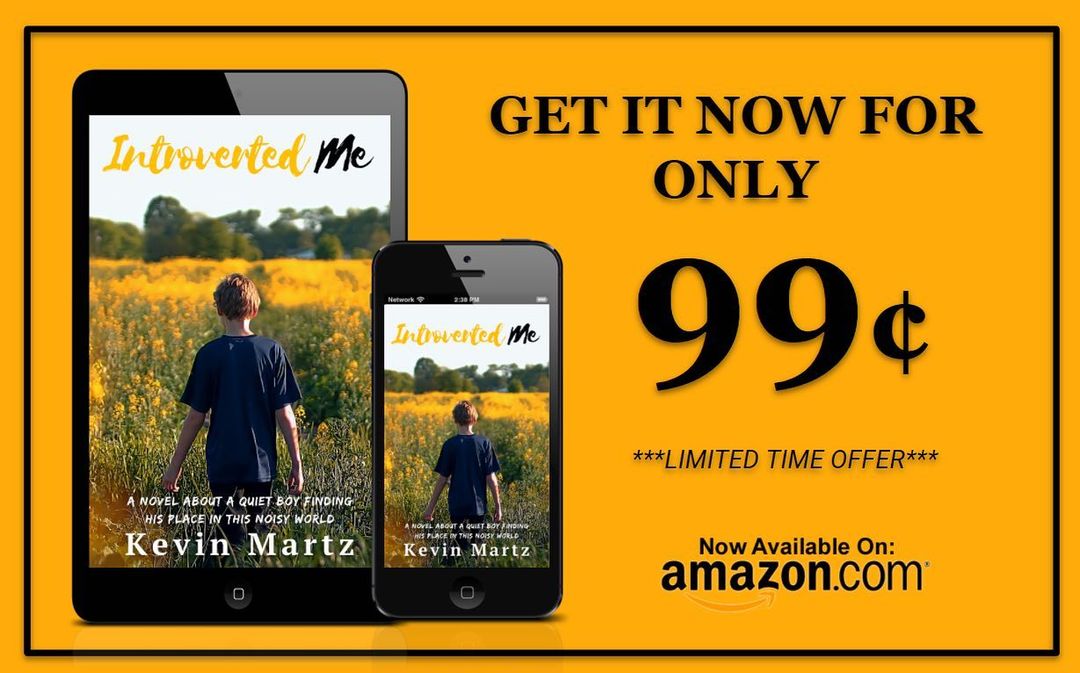 Introverted Me
A NOVEL ABOUT A QUIET BOY FINDING
HIS PLACE IN THIS NOISY WORLD
Kevin Martz
Network 2:38 PM
Introverted Me
A NOVEL ABOUT A QUIET BOY FINDING
HIS PLACE IN THIS NOISY WORLD
Kevin Martz
GET IT NOW FOR
ONLY
99¢
***LIMITED TIME OFFER***
Now Available On:
amazon.com®